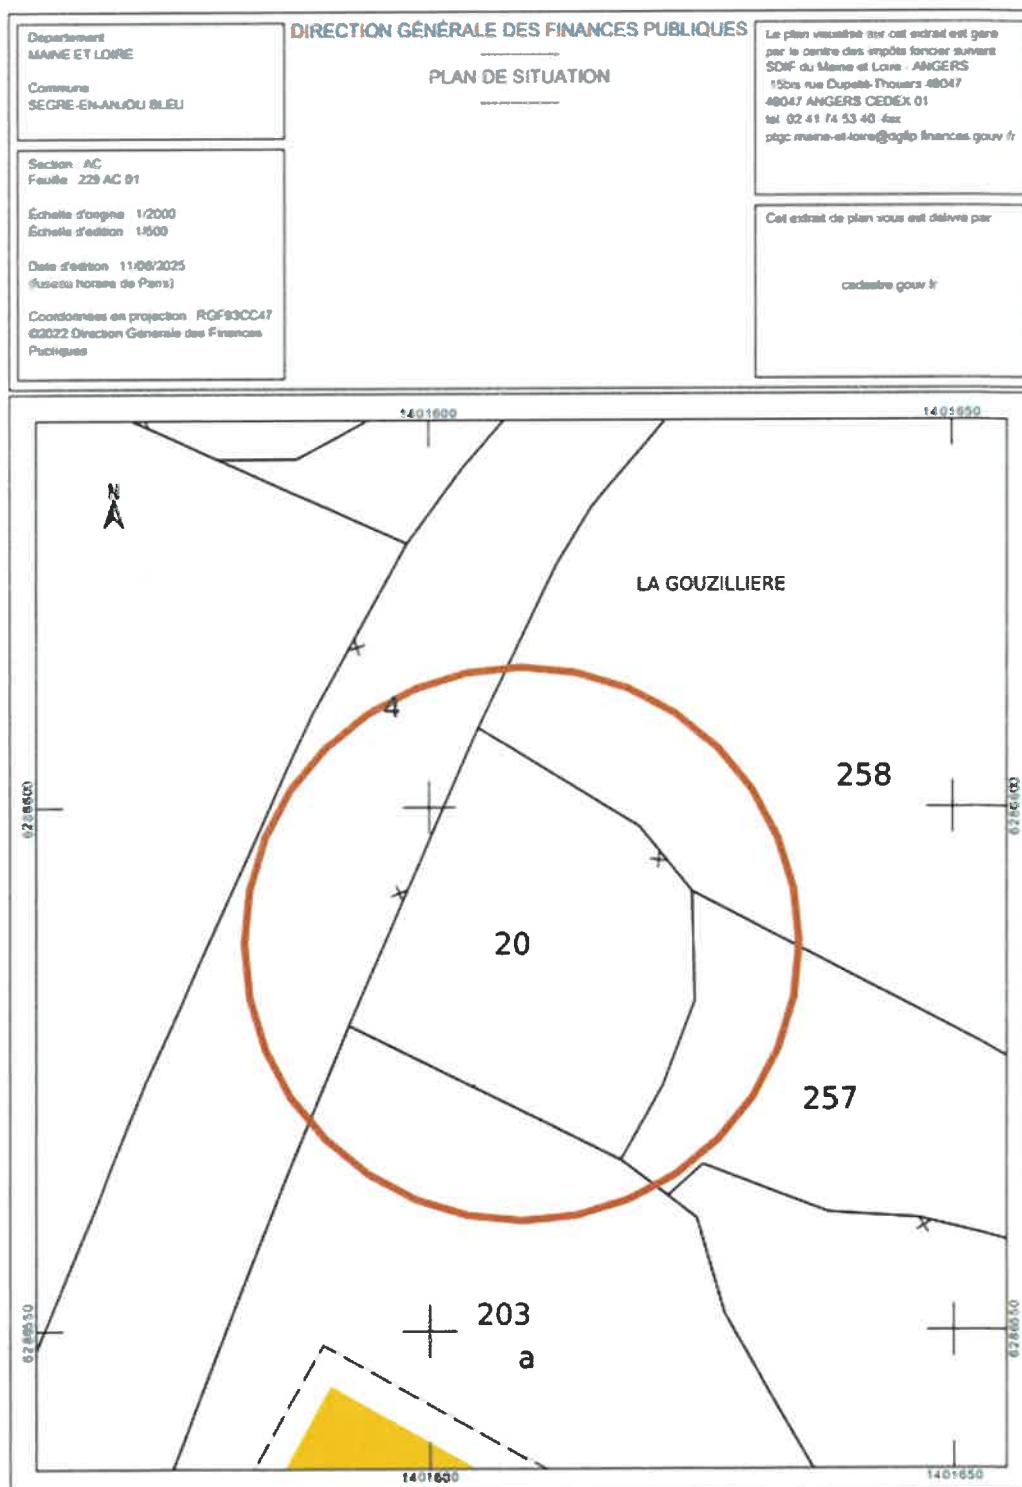 Département
MAINE ET LOIRE
Commune
SEGRE-EN-ANJOU BLEU
DIRECTION GÉNÉRALE DES FINANCES PUBLIQUES
PLAN DE SITUATION
Le plan visualisé sur cet extrait est géré
par le centre des impôts foncier suivant
SDIF du Maine et Loire - ANGERS
15bis rue Dupetit-Thouars 49047
49047 ANGERS CEDEX 01
tél. 02 41 74 53 40 -fax
ptgc.maine-et-loire@dgfip.finances.gouv.fr
Section : AC
Feuille : 229 AC 01
Échelle d'origine : 1/2000
Échelle d'édition : 1/500
Date d'édition : 11/06/2025
(fuseau horaire de Paris)
Coordonnées en projection : RGF93CC47
©2022 Direction Générale des Finances
Publiques
Cet extrait de plan vous est délivré par
cadastre.gouv.fr
1401600
1401650
N
LA GOUZILLIERE
4
258
6286600
6286600
20
257
203
a
6286550
6286550
1401600
1401650